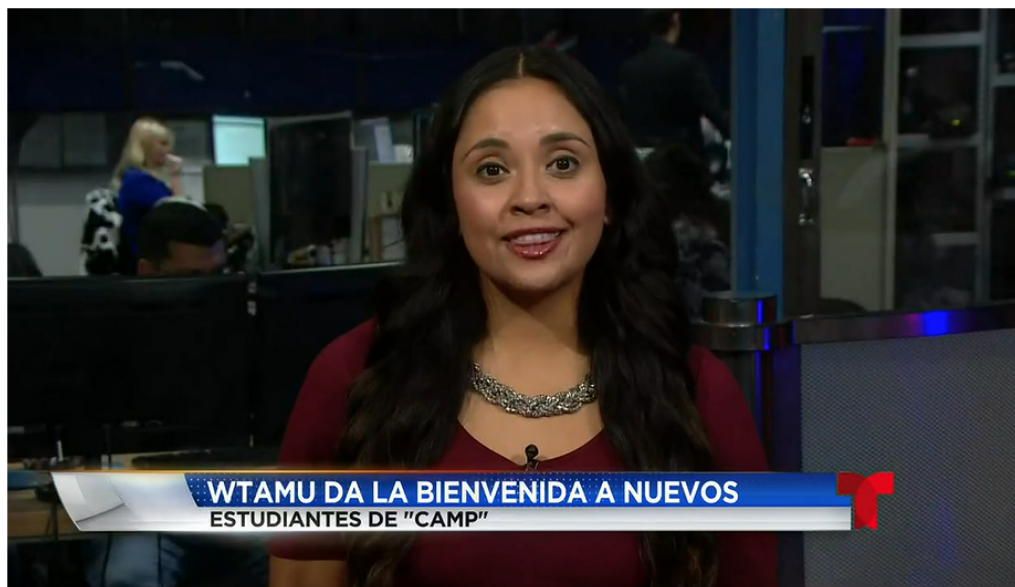 WTAMU DA LA BIENVENIDA A NUEVOS
ESTUDIANTES DE "CAMP"